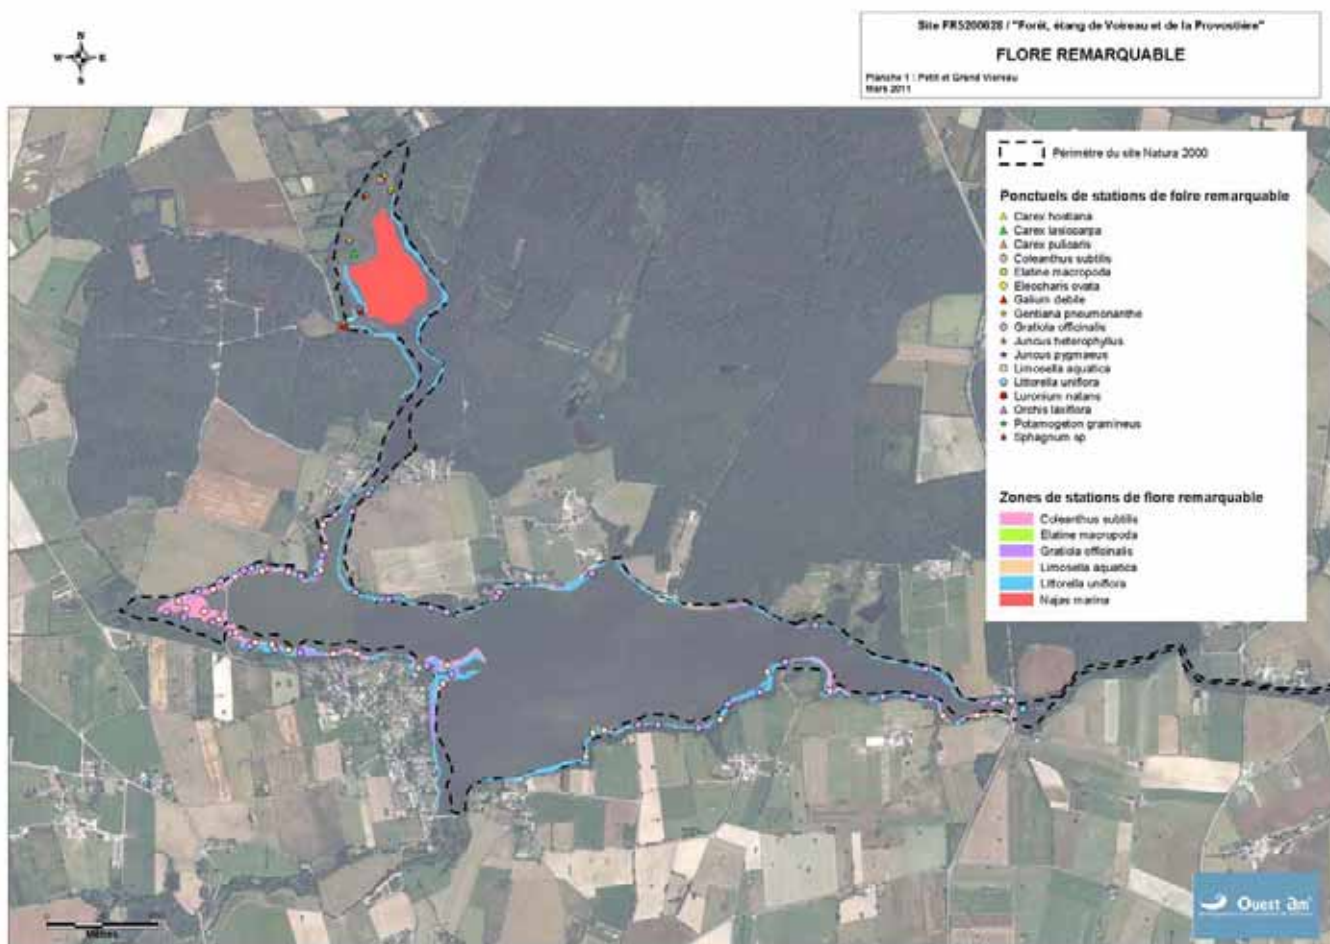 N
W E
S
Site FR5200628 / "Forêt, étang de Voireau et de la Provostière"
FLORE REMARQUABLE
Planche 1 : Petit et Grand Vioreau
Mars 2011
Périmètre du site Natura 2000
Ponctuels de stations de folre remarquable
Carex hostiana
Carex lasiocarpa
Carex pulicaris
Coleanthus subtilis
Elatine macropoda
Eleocharis ovata
Galium debile
Gentiana pneumonanthe
Gratiola officinalis
Juncus heterophyllus
Juncus pygmaeus
Limosella aquatica
Littorella uniflora
Luronium natans
Orchis laxiflora
Potamogeton gramineus
Sphagnum sp
Zones de stations de flore remarquable
Coleanthus subtilis
Elatine macropoda
Gratiola officinalis
Limosella aquatica
Littorella uniflora
Najas marina
Mètres
Ouest am'